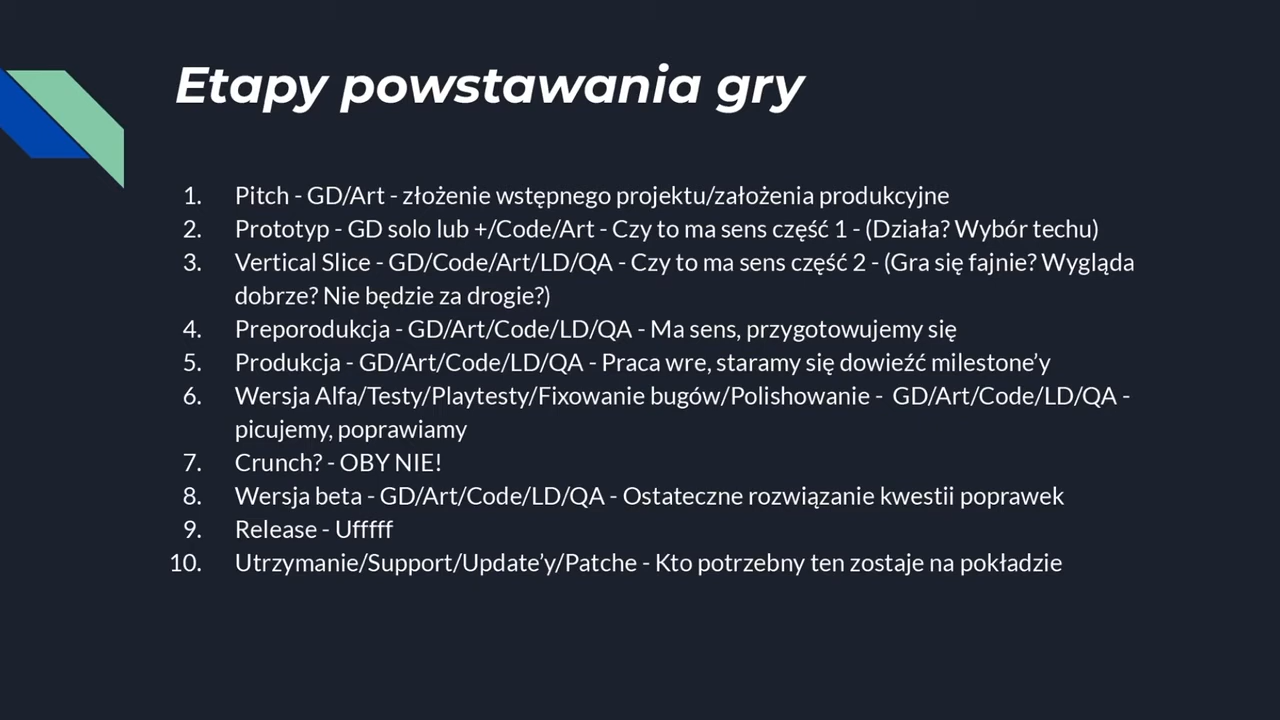 Etapy powstawania gry
1. Pitch - GD/Art - złożenie wstępnego projektu/założenia produkcyjne
2. Prototyp - GD solo lub +/Code/Art - Czy to ma sens część 1 - (Działa? Wybór techu)
3. Vertical Slice - GD/Code/Art/LD/QA - Czy to ma sens część 2 - (Gra się fajnie? Wygląda
dobrze? Nie będzie za drogie?)
4. Preporodukcja - GD/Art/Code/LD/QA - Ma sens, przygotowujemy się
5. Produkcja - GD/Art/Code/LD/QA - Praca wre, staramy się dowieźć milestone’y
6. Wersja Alfa/Testy/Playtesty/Fixowanie bugów/Polishowanie - GD/Art/Code/LD/QA -
picujemy, poprawiamy
7. Crunch? - OBY NIE!
8. Wersja beta - GD/Art/Code/LD/QA - Ostateczne rozwiązanie kwestii poprawek
9. Release - Ufffff
10. Utrzymanie/Support/Update’y/Patche - Kto potrzebny ten zostaje na pokładzie